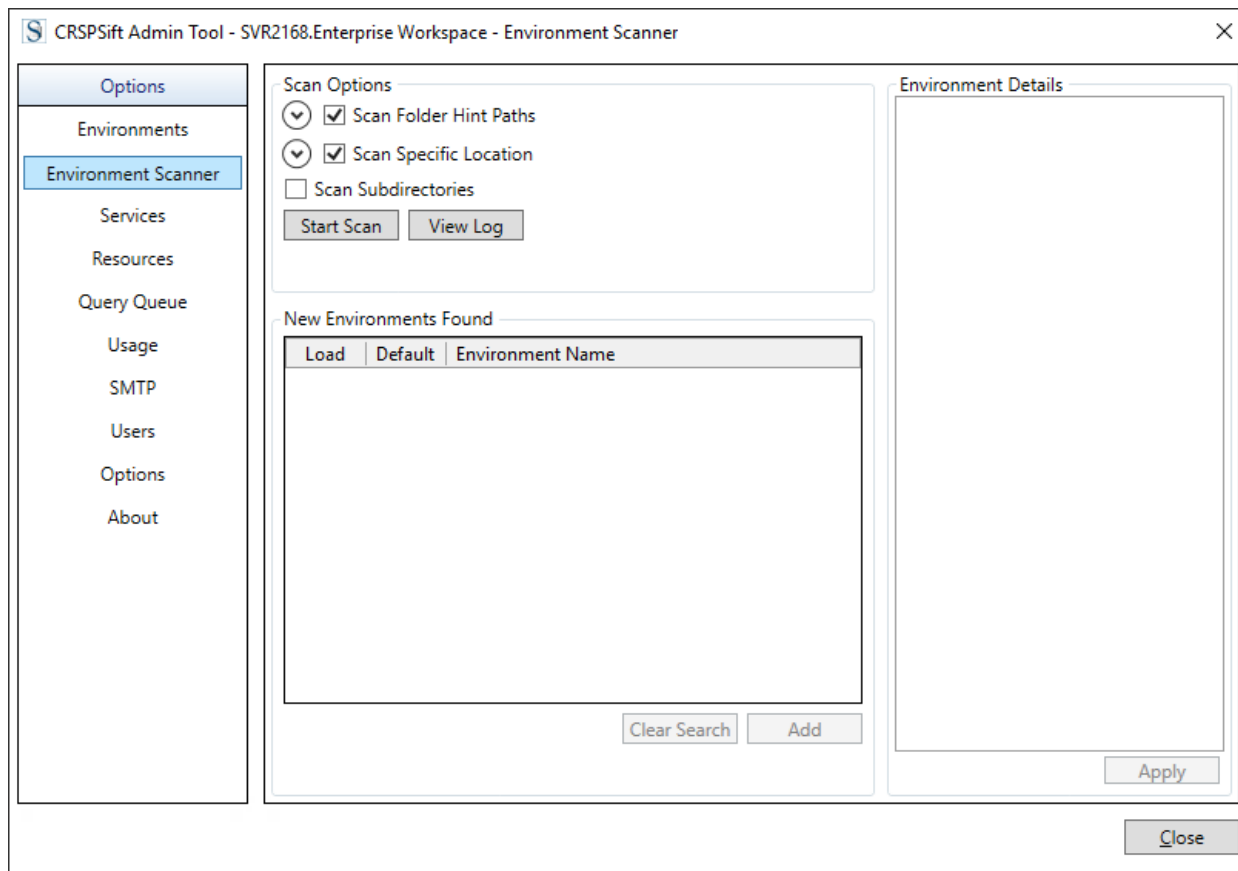 CRSPSift Admin Tool - SVR2168.Enterprise Workspace - Environment Scanner
Options
Environments
Environment Scanner
Services
Resources
Query Queue
Usage
SMTP
Users
Options
About
Scan Options
Scan Folder Hint Paths
Scan Specific Location
Scan Subdirectories
Start Scan View Log
New Environments Found
Load Default Environment Name
Clear Search Add
Environment Details
Apply
Close